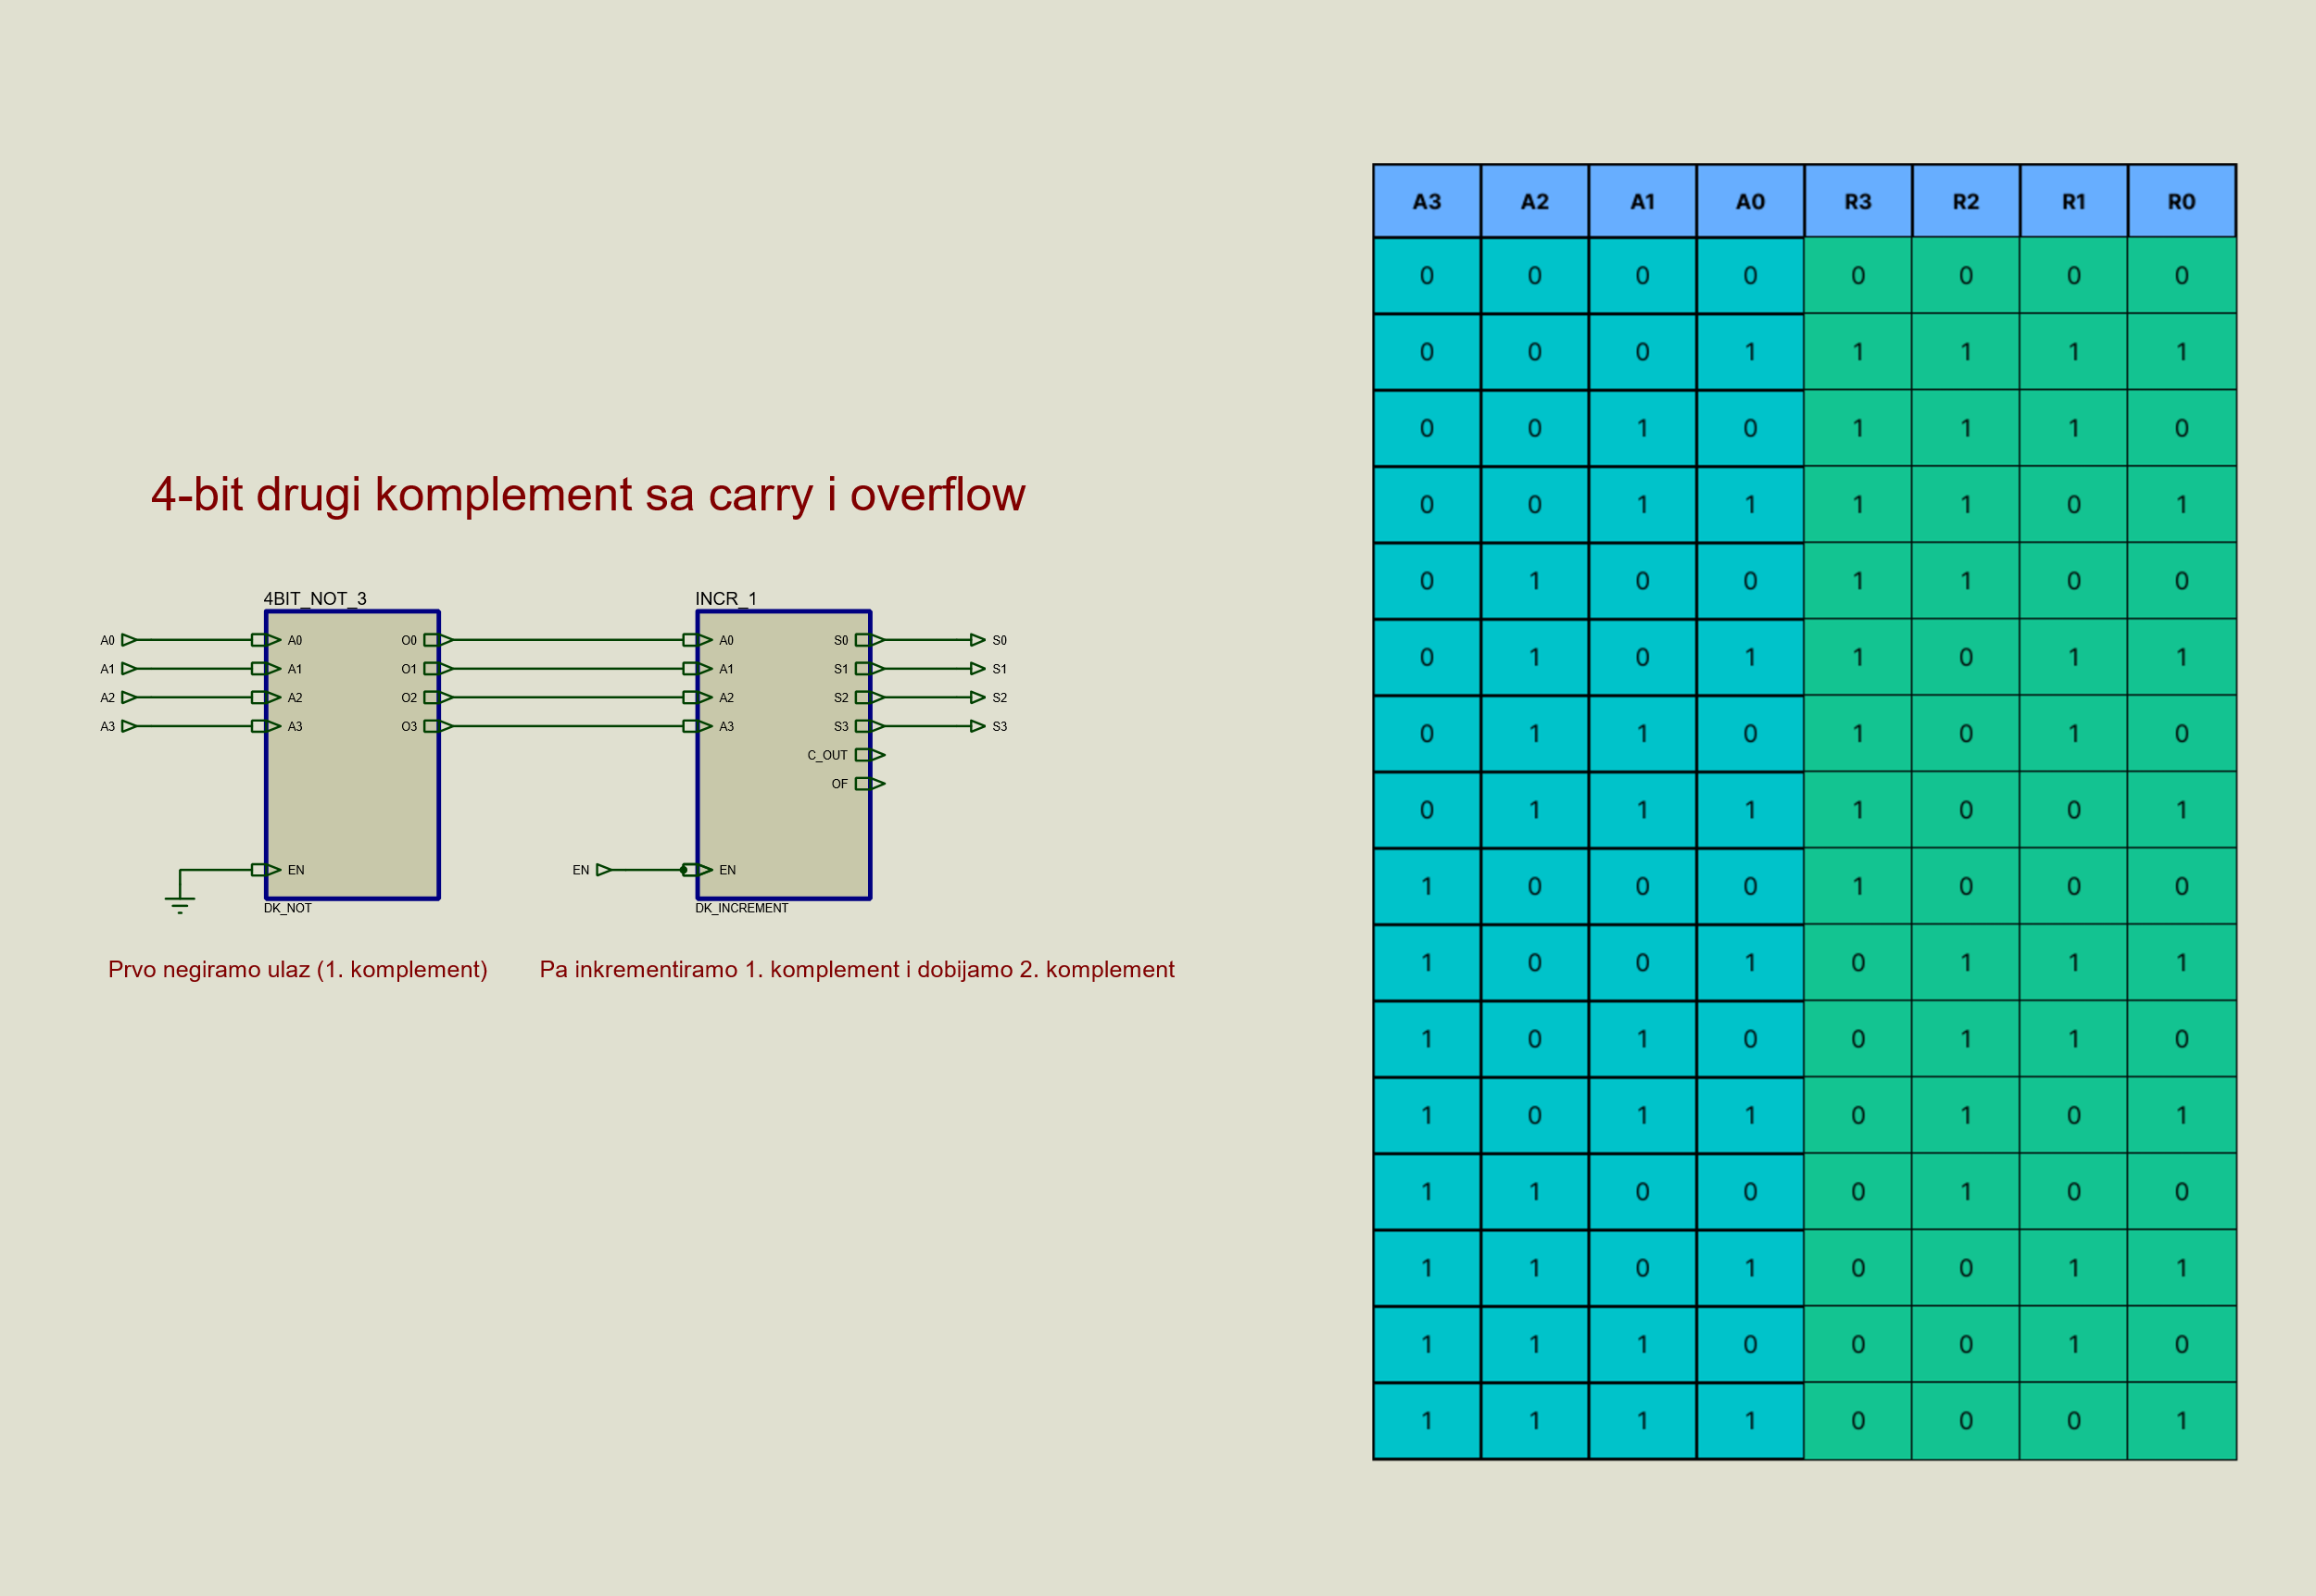 4-bit drugi komplement sa carry i overflow
4BIT_NOT_3
A0 A0 O0
A1 A1 O1
A2 A2 O2
A3 A3 O3
EN
DK_NOT
INCR_1
A0 S0 S0
A1 S1 S1
A2 S2 S2
A3 S3 S3
C_OUT
OF
EN EN
DK_INCREMENT
Prvo negiramo ulaz (1. komplement)
Pa inkrementiramo 1. komplement i dobijamo 2. komplement
A3 A2 A1 A0 R3 R2 R1 R0
0 0 0 0 0 0 0 0
0 0 0 1 1 1 1 1
0 0 1 0 1 1 1 0
0 0 1 1 1 1 0 1
0 1 0 0 1 1 0 0
0 1 0 1 1 0 1 1
0 1 1 0 1 0 1 0
0 1 1 1 1 0 0 1
1 0 0 0 1 0 0 0
1 0 0 1 0 1 1 1
1 0 1 0 0 1 1 0
1 0 1 1 0 1 0 1
1 1 0 0 0 1 0 0
1 1 0 1 0 0 1 1
1 1 1 0 0 0 1 0
1 1 1 1 0 0 0 1